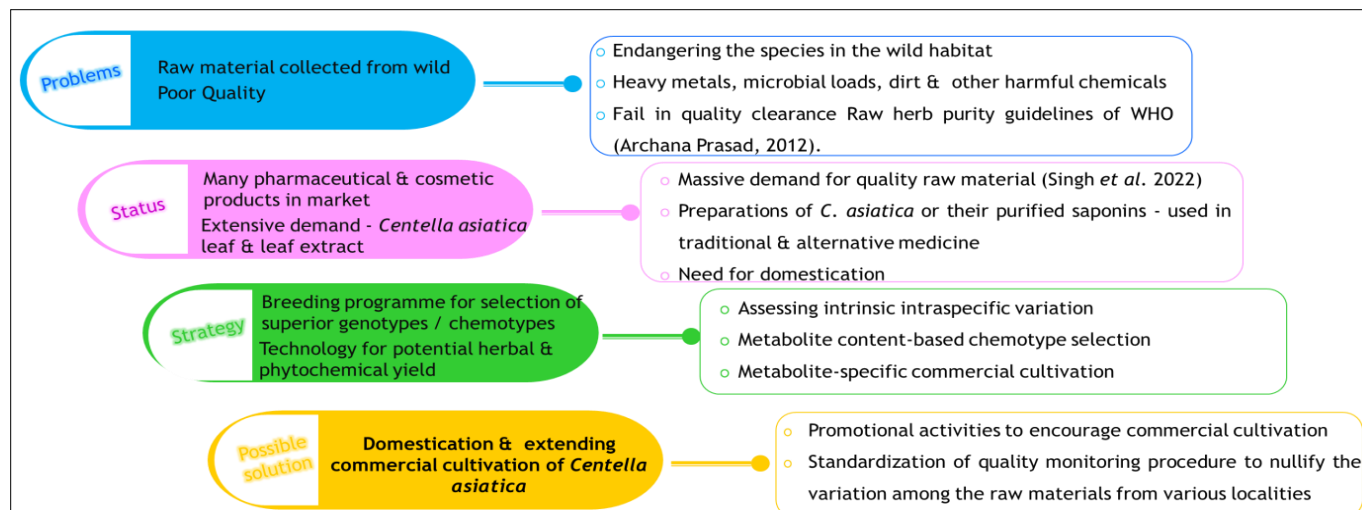 Problems
Raw material collected from wild
Poor Quality
Endangering the species in the wild habitat
Heavy metals, microbial loads, dirt & other harmful chemicals
Fail in quality clearance Raw herb purity guidelines of WHO
(Archana Prasad, 2012).
Status
Many pharmaceutical & cosmetic
products in market
Extensive demand - Centella asiatica
leaf & leaf extract
Massive demand for quality raw material (Singh et al. 2022)
Preparations of C. asiatica or their purified saponins - used in
traditional & alternative medicine
Need for domestication
Strategy
Breeding programme for selection of
superior genotypes / chemotypes
Technology for potential herbal &
phytochemical yield
Assessing intrinsic intraspecific variation
Metabolite content-based chemotype selection
Metabolite-specific commercial cultivation
Possible
solution
Domestication & extending
commercial cultivation of Centella
asiatica
Promotional activities to encourage commercial cultivation
Standardization of quality monitoring procedure to nullify the
variation among the raw materials from various localities